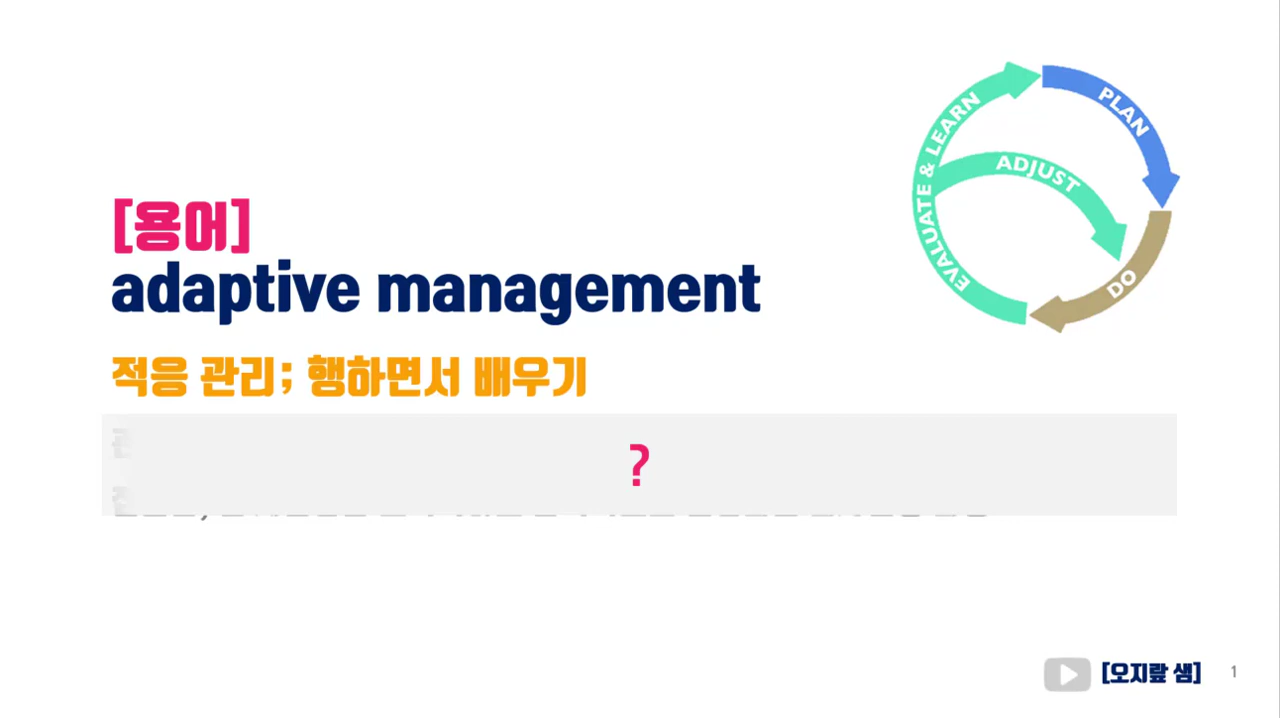 PLAN
EVALUATE & LEARN
ADJUST
DO
[용어]
adaptive management
적응 관리; 행하면서 배우기
?
[오지랖 샘]
1